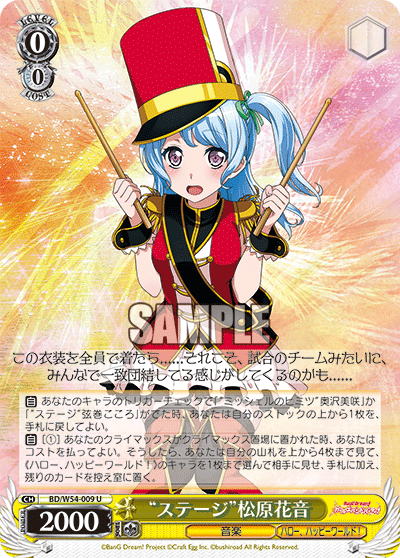 LEVEL
0
0
COST
SAMPLE
この衣装を全員で着たら……それこそ、試合のチームみたいに、
みんなで一致団結してる感じがしてくるのかも……
自 あなたのキャラのトリガーチェックで「“ミッシェルのヒミツ”奥沢美咲」か
「“ステージ”弦巻こころ」がでた時、あなたは自分のストックの上から1枚を、
手札に戻してよい。
自 [①] あなたのクライマックスがクライマックス置場に置かれた時、あなたは
コストを払ってよい。そうしたら、あなたは自分の山札を上から4枚まで見て、
《ハロー、ハッピーワールド！》のキャラを1枚まで選んで相手に見せ、手札に加え、
残りのカードを控え室に置く。
CH
BD/W54-009 U
2000
“ステージ”松原花音
音楽
ハロー、ハッピーワールド！
©BanG Dream! Project ©Craft Egg Inc. ©bushiroad All Rights Reserved.